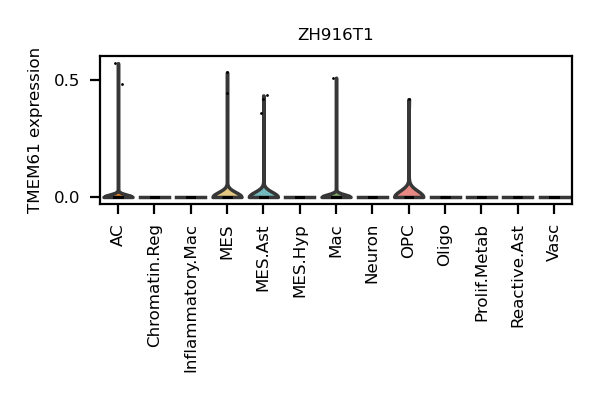 ZH916T1
TMEM61 expression
0.5
0.0
AC
Chromatin.Reg
Inflammatory.Mac
MES
MES.Ast
MES.Hyp
Mac
Neuron
OPC
Oligo
Prolif.Metab
Reactive.Ast
Vasc